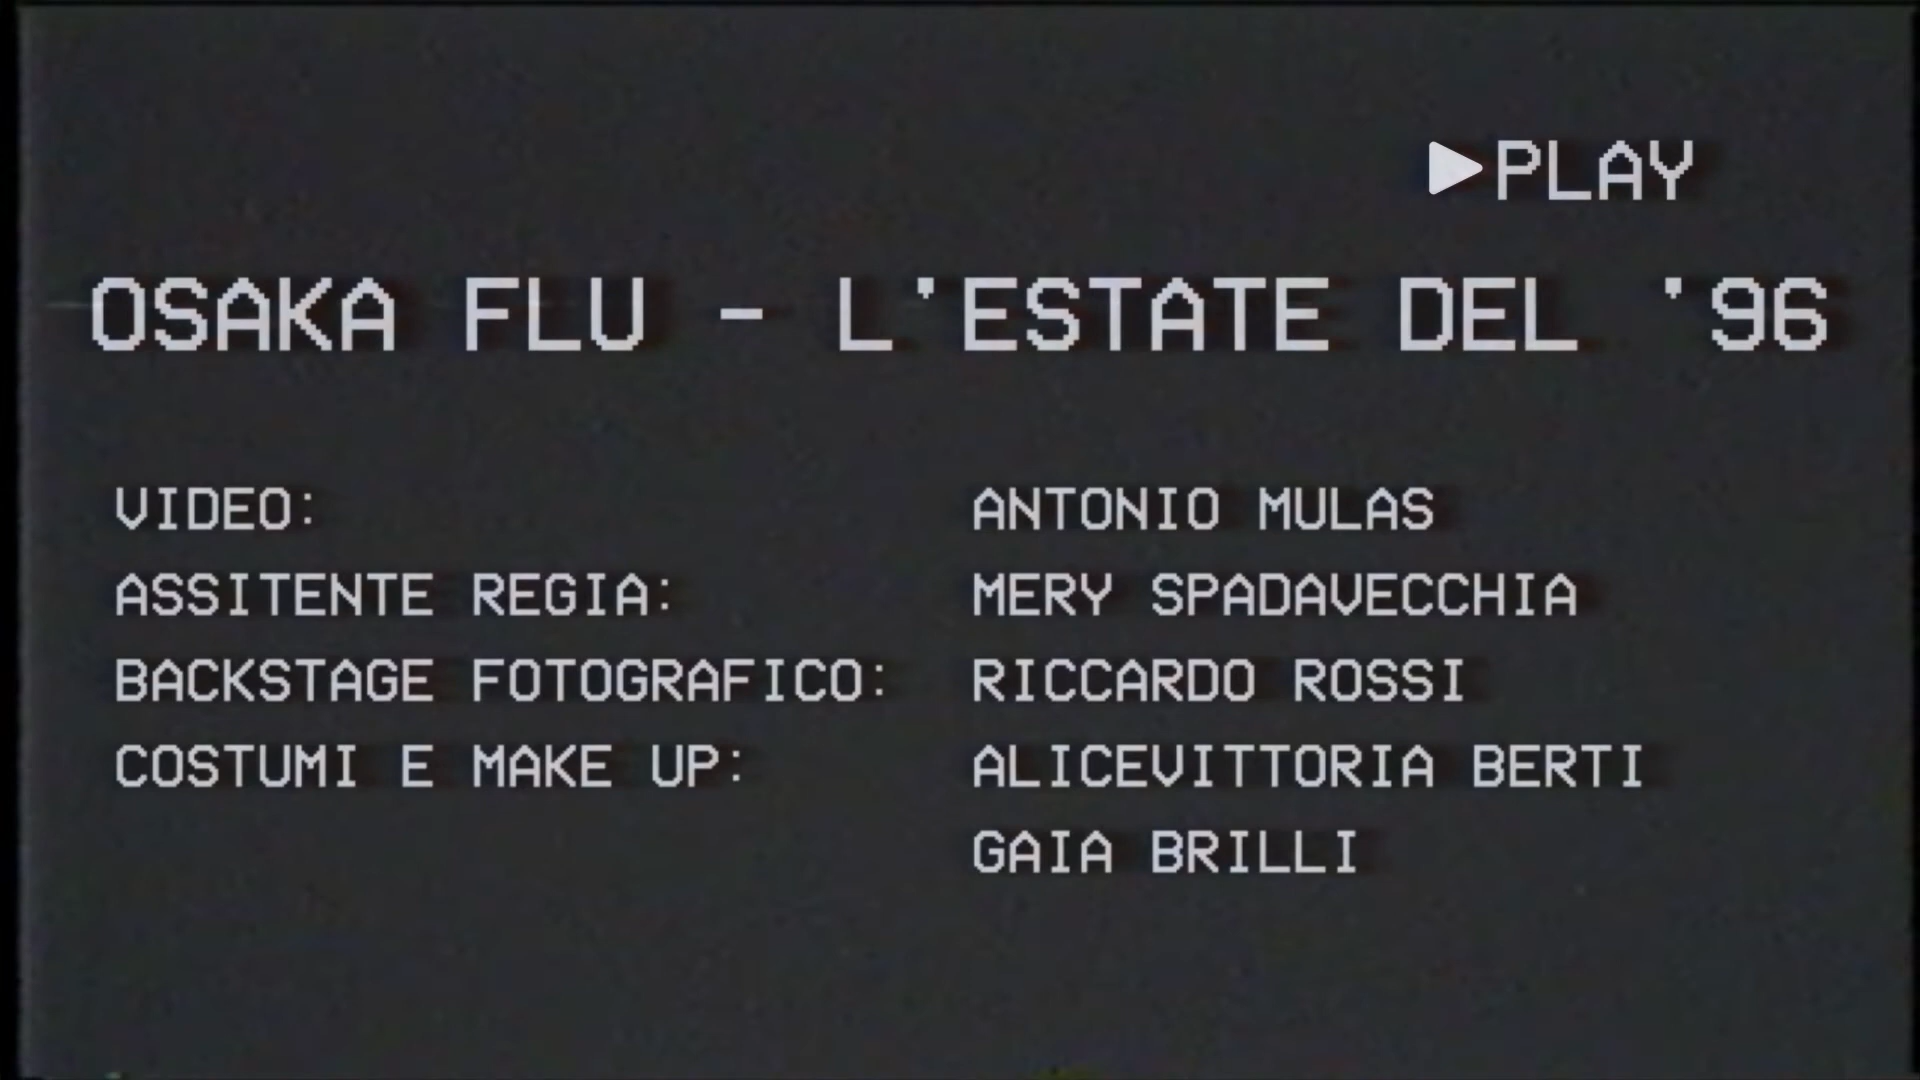 PLAY
OSAKA FLU - L'ESTATE DEL '96
VIDEO: ANTONIO MULAS
ASSITENTE REGIA: MERY SPADAVECCHIA
BACKSTAGE FOTOGRAFICO: RICCARDO ROSSI
COSTUMI E MAKE UP: ALICEVITTORIA BERTI
GAIA BRILLI